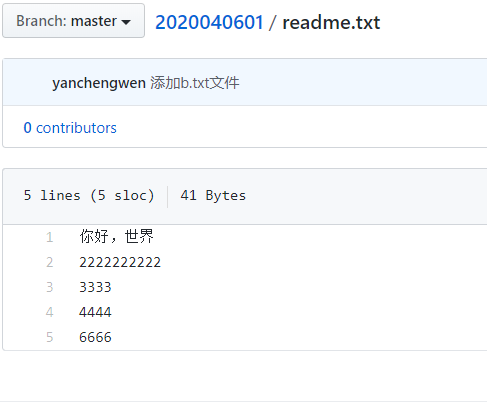 Branch: master
2020040601 / readme.txt
yanchengwen 添加b.txt文件
0 contributors
5 lines (5 sloc) 41 Bytes
1 你好，世界
2 2222222222
3 3333
4 4444
5 6666